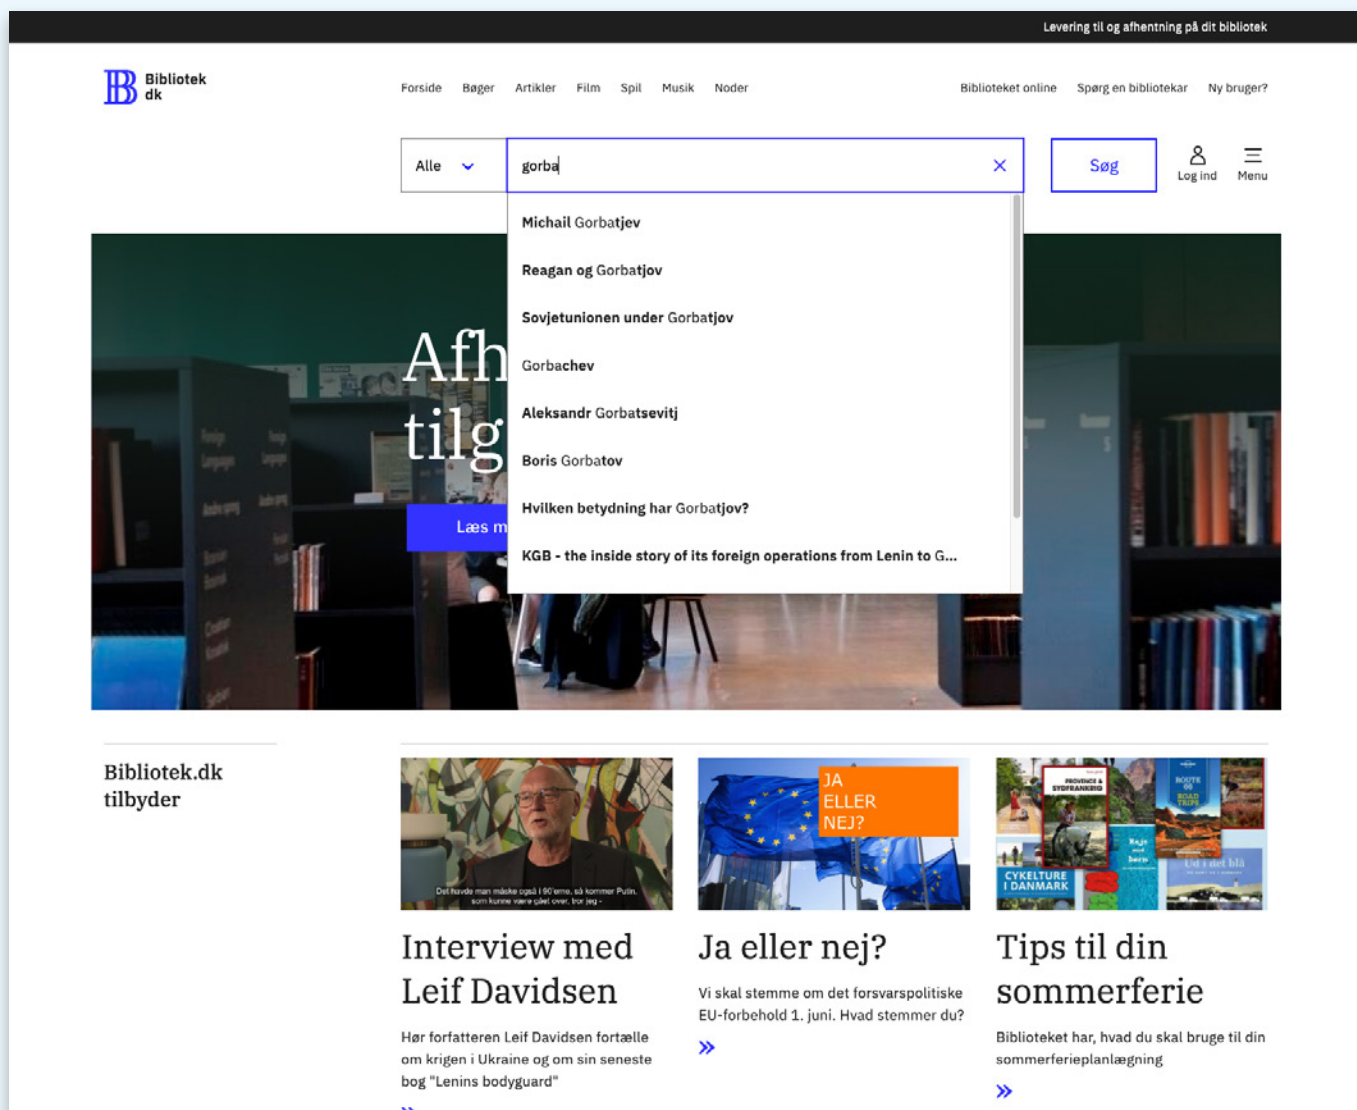 Levering til og afhentning på dit bibliotek
Bibliotek
dk
Forside Bøger Artikler Film Spil Musik Noder
Biblioteket online Spørg en bibliotekar Ny bruger?
Alle
gorba
Søg
Log ind
Menu
Michail Gorbatjev
Reagan og Gorbatjov
Sovjetunionen under Gorbatjov
Gorbachev
Aleksandr Gorbatsevitj
Boris Gorbatov
Hvilken betydning har Gorbatjov?
KGB - the inside story of its foreign operations from Lenin to G...
Afh
tilg
Læs m
Bibliotek.dk
tilbyder
Det havde man måske også i 90'erne, så kommer Putin,
som kunne være gået over, tror jeg -
Interview med
Leif Davidsen
Hør forfatteren Leif Davidsen fortælle
om krigen i Ukraine og om sin seneste
bog "Lenins bodyguard"
JA
ELLER
NEJ?
Ja eller nej?
Vi skal stemme om det forsvarspolitiske
EU-forbehold 1. juni. Hvad stemmer du?
PROVENCE &
SYDFRANKRIG
ROUTE
66
ROAD
TRIPS
Rejs
med
børn
CYKELTURE
I DANMARK
Ud i det blå
Tips til din
sommerferie
Biblioteket har, hvad du skal bruge til din
sommerferieplanlægning